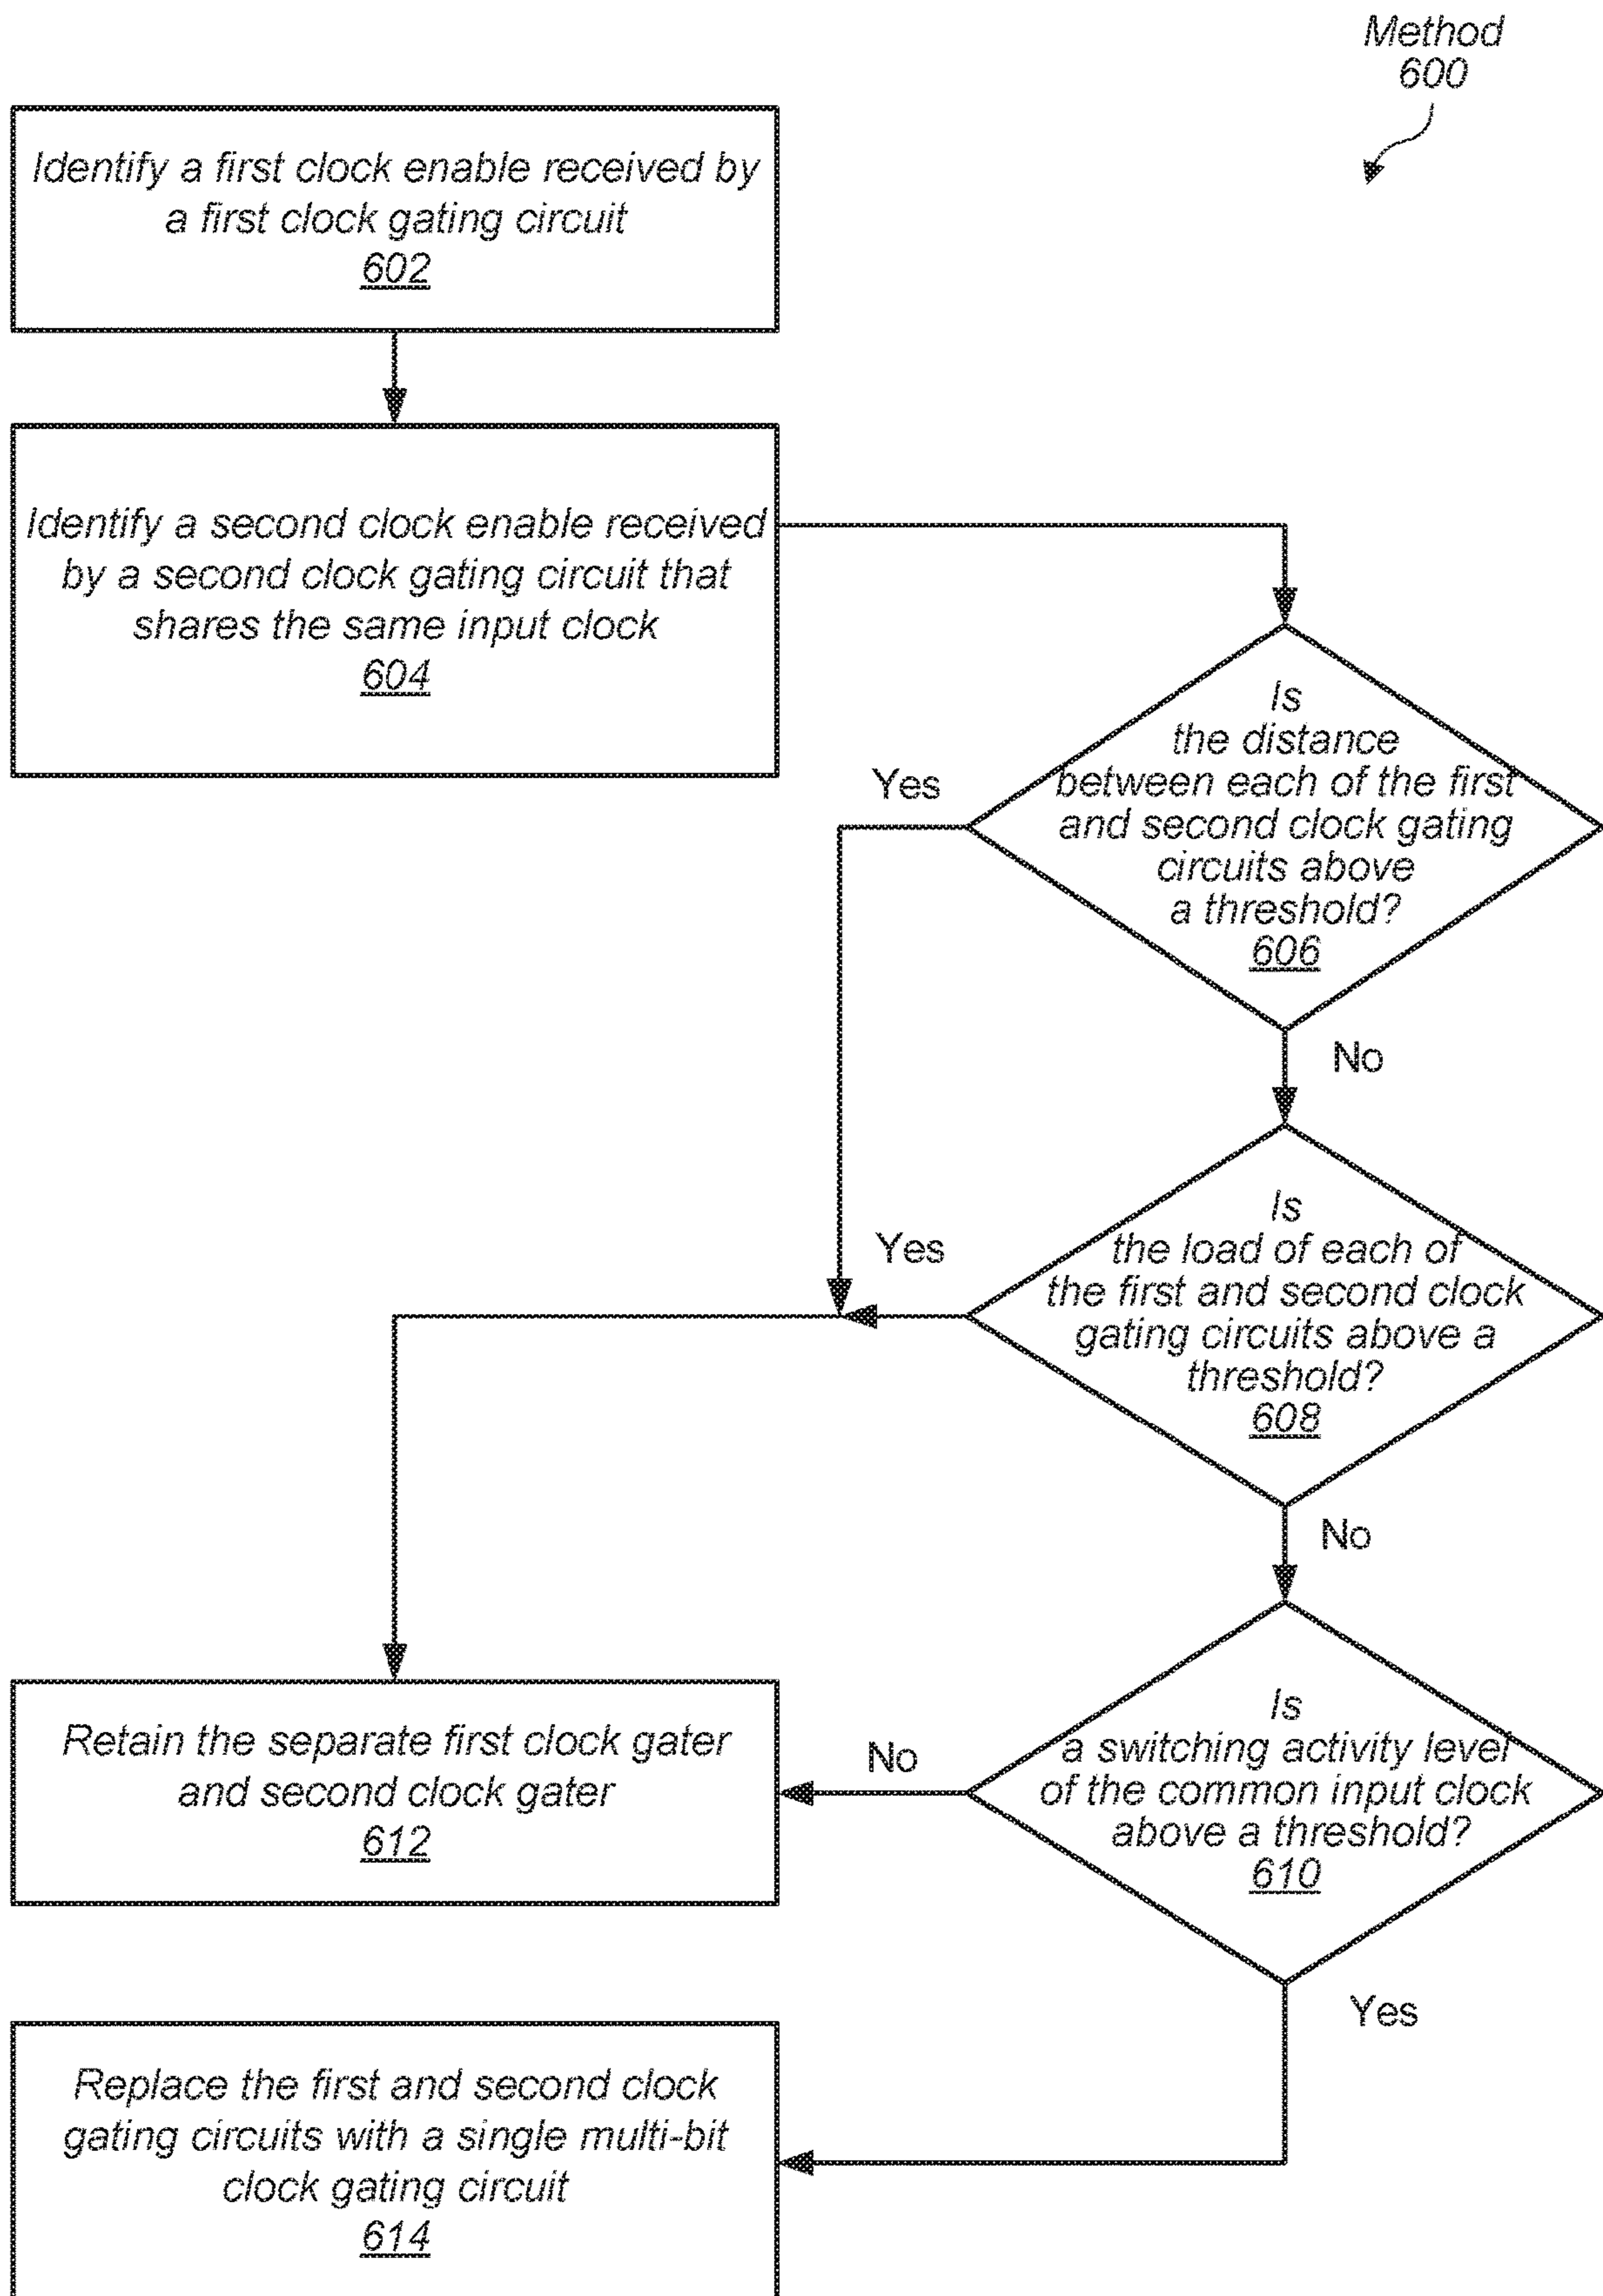 Method
600
Identify a first clock enable received by
a first clock gating circuit
602
Identify a second clock enable received
by a second clock gating circuit that
shares the same input clock
604
Is
the distance
between each of the first
and second clock gating
circuits above
a threshold?
606
Yes
No
Is
the load of each of
the first and second clock
gating circuits above a
threshold?
608
Yes
No
Is
a switching activity level
of the common input clock
above a threshold?
610
No
Yes
Retain the separate first clock gater
and second clock gater
612
Replace the first and second clock
gating circuits with a single multi-bit
clock gating circuit
614